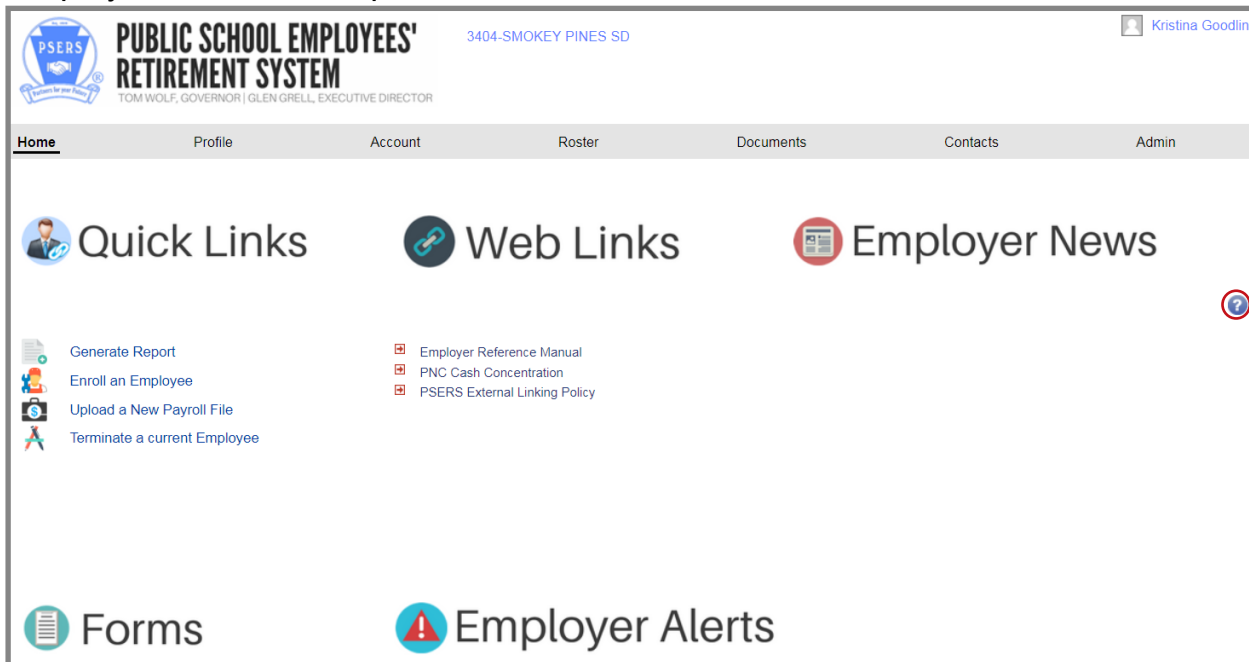 PSERS
PUBLIC SCHOOL EMPLOYEES'
RETIREMENT SYSTEM
TOM WOLF, GOVERNOR | GLEN GRELL, EXECUTIVE DIRECTOR
3404-SMOKEY PINES SD
Kristina Goodlin
Home Profile Account Roster Documents Contacts Admin
Quick Links Web Links Employer News
?
Generate Report
Enroll an Employee
Upload a New Payroll File
Terminate a current Employee
Employer Reference Manual
PNC Cash Concentration
PSERS External Linking Policy
Forms Employer Alerts